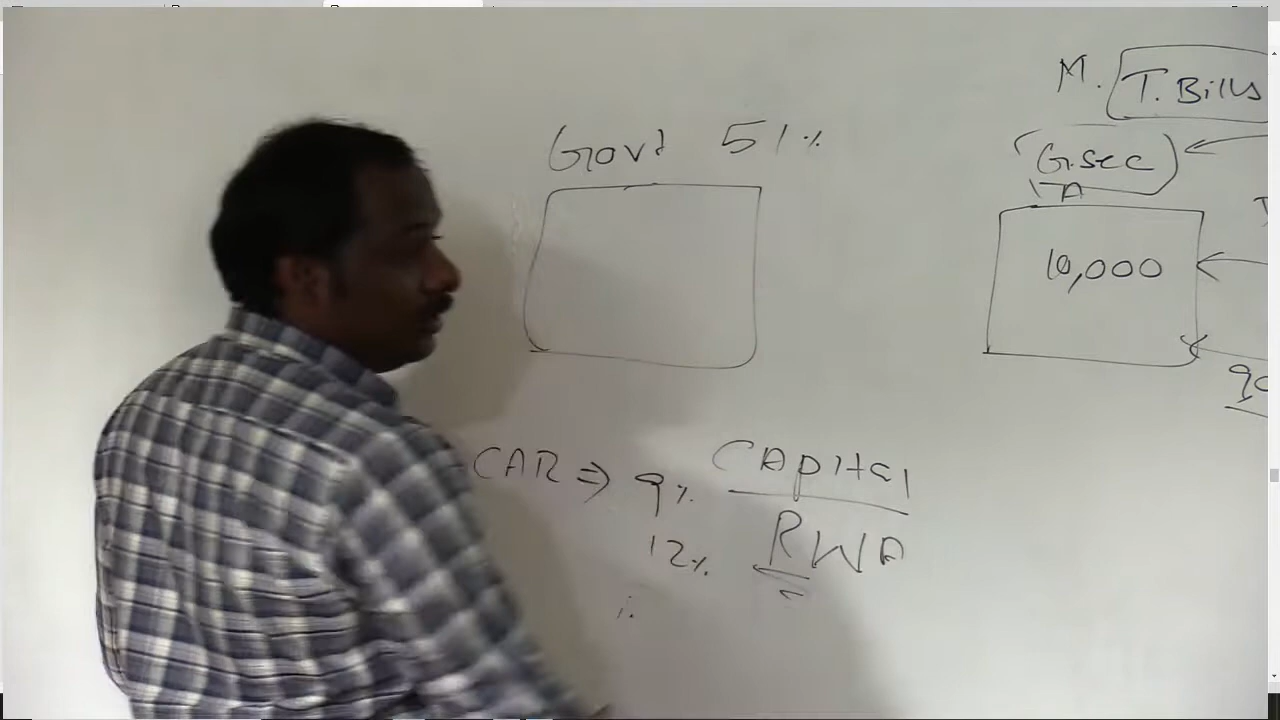 M. T. Bills
Govt 51%
G.sec
10,000
CAR ⇒ 9% CAPITAL
12% RWA